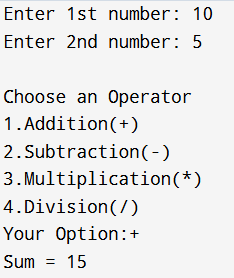 Enter 1st number: 10
Enter 2nd number: 5
Choose an Operator
1.Addition(+)
2.Subtraction(-)
3.Multiplication(*)
4.Division(/)
Your Option:+
Sum = 15